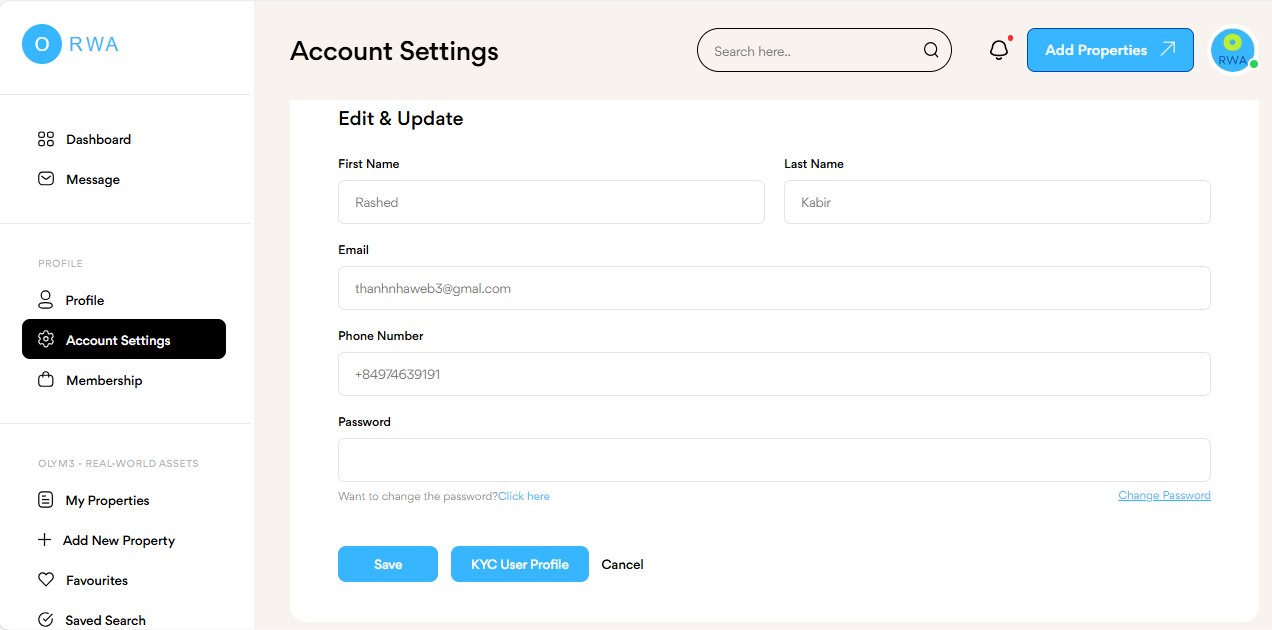 O RWA
Dashboard
Message
PROFILE
Profile
Account Settings
Membership
OLYM3 - REAL-WORLD ASSETS
My Properties
Add New Property
Favourites
Saved Search
Account Settings
Search here..
Add Properties
RWA
Edit & Update
First Name
Last Name
Rashed
Kabir
Email
thanhnhaweb3@gmal.com
Phone Number
+84974639191
Password
Want to change the password?Click here
Change Password
Save
KYC User Profile
Cancel